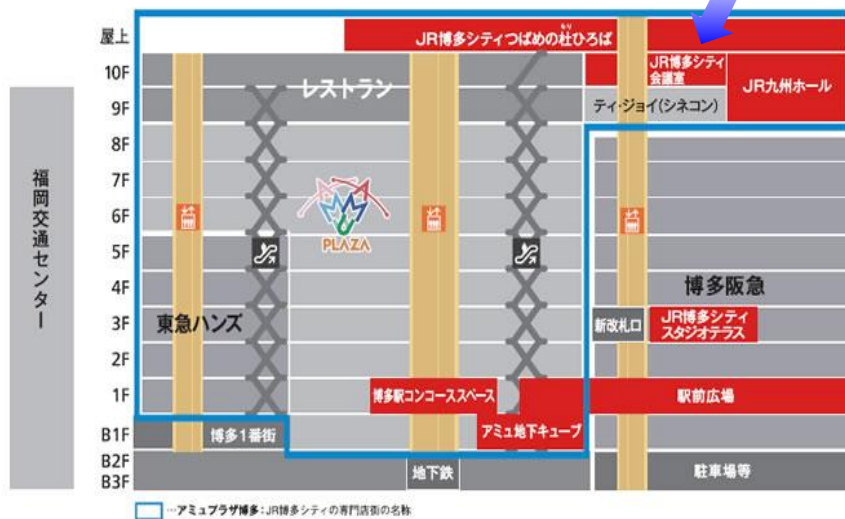 屋上
JR博多シティつばめの杜ひろば
もり
10F
レストラン
JR博多シティ
会議室
JR九州ホール
9F
ティ・ジョイ(シネコン)
8F
7F
福岡交通センター
6F
AMU
PLAZA
5F
4F
博多阪急
3F
東急ハンズ
新改札口
JR博多シティ
スタジオテラス
2F
1F
博多駅コンコーススペース
駅前広場
B1F
博多1番街
アミュ地下キューブ
B2F
地下鉄
駐車場等
B3F
…アミュプラザ博多:JR博多シティの専門店街の名称